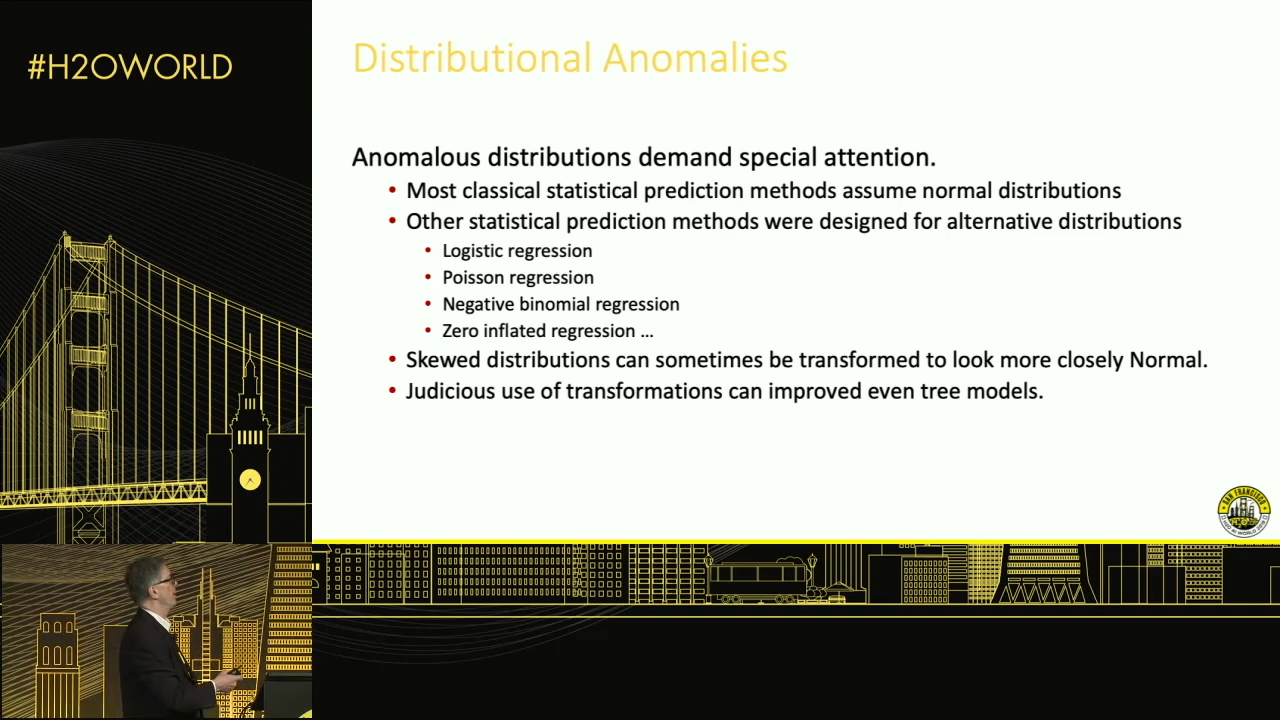 #H2OWORLD
Distributional Anomalies
Anomalous distributions demand special attention.
• Most classical statistical prediction methods assume normal distributions
• Other statistical prediction methods were designed for alternative distributions
• Logistic regression
• Poisson regression
• Negative binomial regression
• Zero inflated regression ...
• Skewed distributions can sometimes be transformed to look more closely Normal.
• Judicious use of transformations can improved even tree models.
SAN FRANCISCO